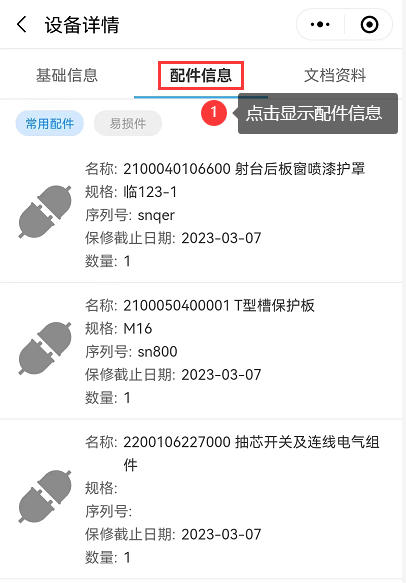 设备详情
基础信息
配件信息
文档资料
常用配件
易损件
1
点击显示配件信息
名称: 2100040106600 射台后板窗喷漆护罩
规格: 临123-1
序列号: snqer
保修截止日期: 2023-03-07
数量: 1
名称: 2100050400001 T型槽保护板
规格: M16
序列号: sn800
保修截止日期: 2023-03-07
数量: 1
名称: 2200106227000 抽芯开关及连线电气组
件
规格:
序列号:
保修截止日期: 2023-03-07
数量: 1